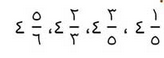 ٤ ١/٥ ، ٤ ٣/٥ ، ٤ ٢/٣ ، ٤ ٥/٦